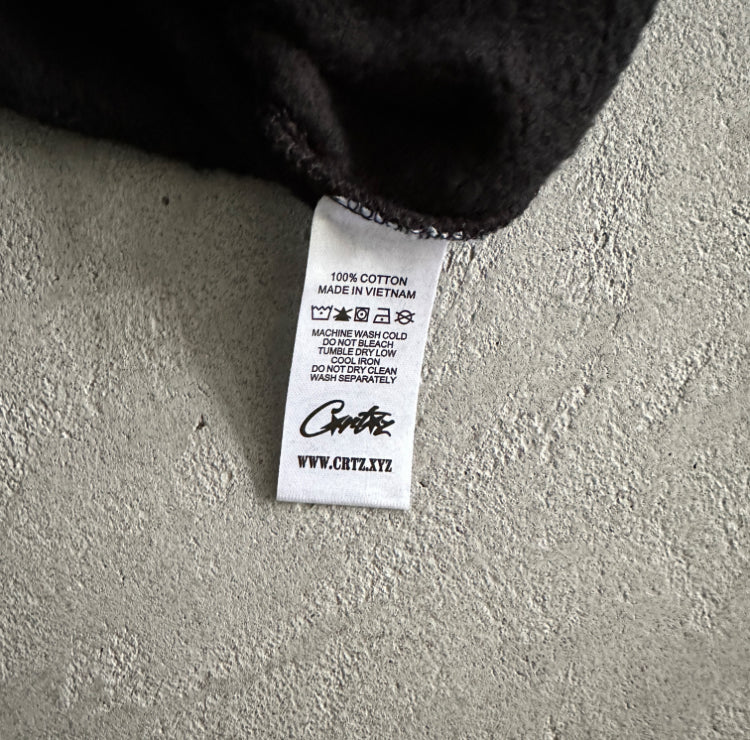 100% COTTON
MADE IN VIETNAM
MACHINE WASH COLD
DO NOT BLEACH
TUMBLE DRY LOW
COOL IRON
DO NOT DRY CLEAN
WASH SEPARATELY
Crrtz
WWW.CRTZ.XYZ